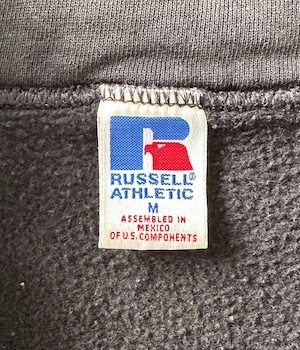 R
RUSSELL®
ATHLETIC
M
ASSEMBLED IN
MEXICO
OF U.S. COMPONENTS